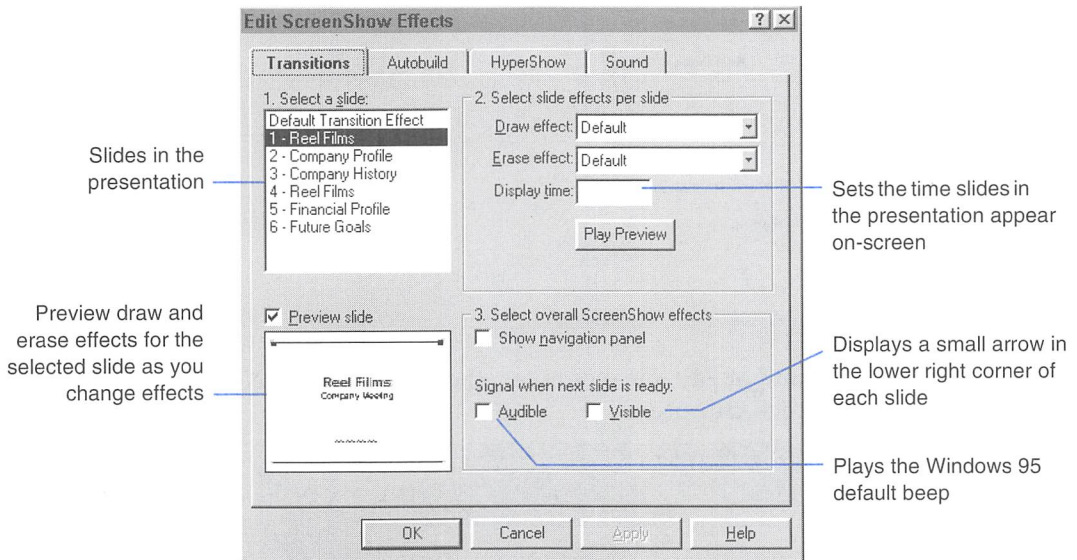 Edit ScreenShow Effects
Transitions
Autobuild
HyperShow
Sound
1. Select a slide:
Default Transition Effect
1 - Reel Films
2 - Company Profile
3 - Company History
4 - Reel Films
5 - Financial Profile
6 - Future Goals
2. Select slide effects per slide
Draw effect: Default
Erase effect: Default
Display time:
Play Preview
Preview slide
Reel Films
Company Meeting
3. Select overall ScreenShow effects
Show navigation panel
Signal when next slide is ready:
Audible
Visible
OK
Cancel
Apply
Help
Slides in the
presentation
Preview draw and
erase effects for the
selected slide as you
change effects
Sets the time slides in
the presentation appear
on-screen
Displays a small arrow in
the lower right corner of
each slide
Plays the Windows 95
default beep